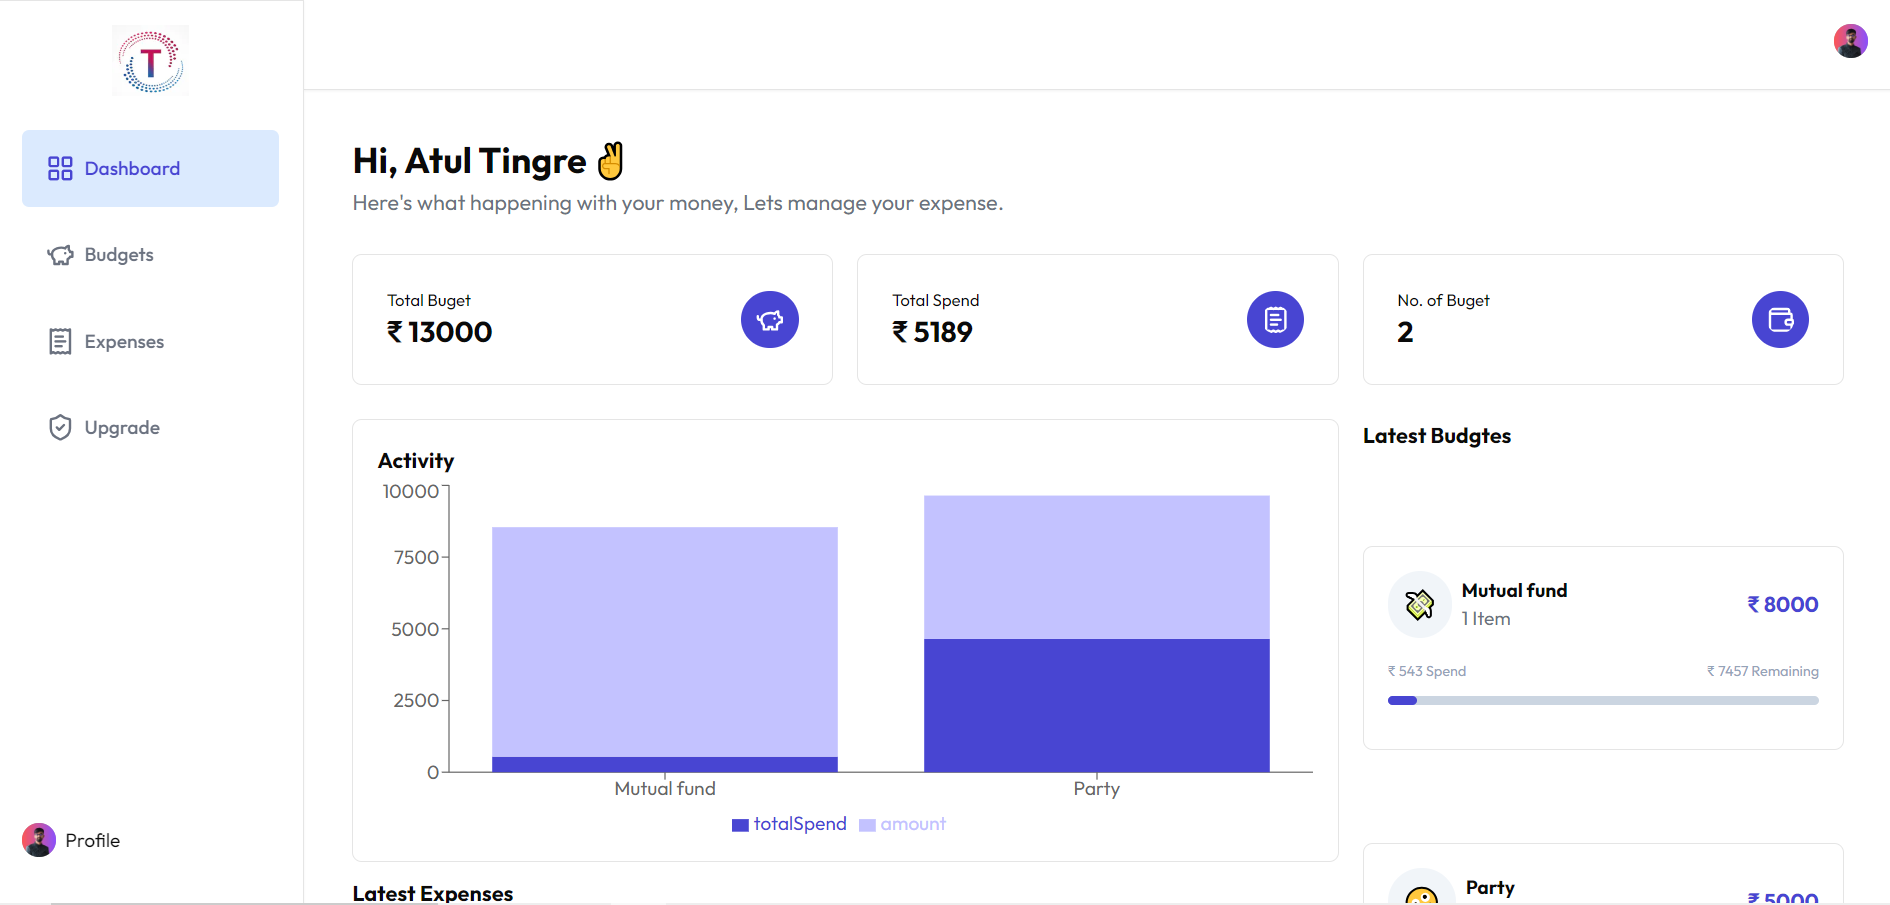 T
Dashboard
Budgets
Expenses
Upgrade
Profile
Hi, Atul Tingre ✌️
Here's what happening with your money, Lets manage your expense.
Total Buget
₹ 13000
Total Spend
₹ 5189
No. of Buget
2
Activity
10000
7500
5000
2500
0
Mutual fund
Party
totalSpend
amount
Latest Budgtes
Mutual fund
1 Item
₹ 8000
₹ 543 Spend
₹ 7457 Remaining
Party
₹ 5000
Latest Expenses